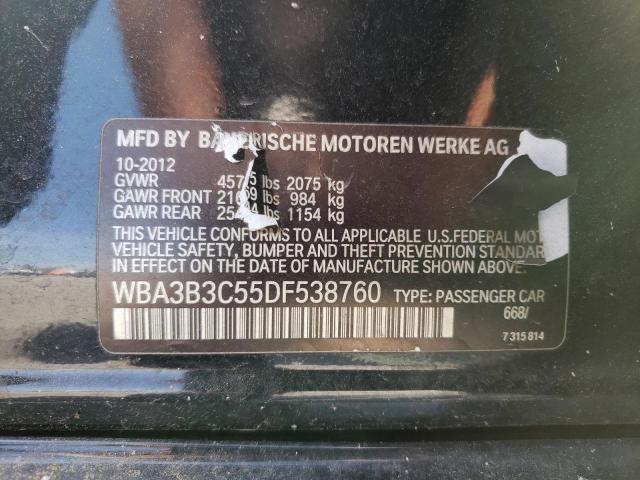 MFD BY BAYERISCHE MOTOREN WERKE AG
10-2012
GVWR lbs 2075 kg
GAWR FRONT lbs 984 kg
GAWR REAR lbs 1154 kg
THIS VEHICLE CONFORMS TO ALL APPLICABLE U.S.FEDERAL MOT
VEHICLE SAFETY, BUMPER AND THEFT PREVENTION STANDARD
IN EFFECT ON THE DATE OF MANUFACTURE SHOWN ABOVE.
WBA3B3C55DF538760 TYPE: PASSENGER CAR
668/
7 315 814